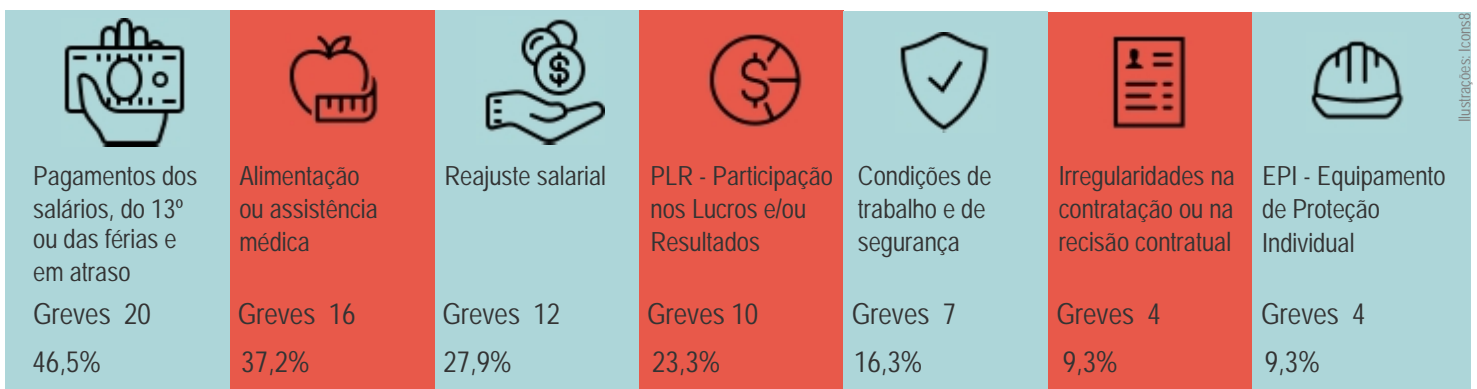 Ilustrações: Icons8
Pagamentos dos
salários, do 13º
ou das férias e
em atraso
Greves 20
46,5%
Alimentação
ou assistência
médica
Greves 16
37,2%
Reajuste salarial
Greves 12
27,9%
PLR - Participação
nos Lucros e/ou
Resultados
Greves 10
23,3%
Condições de
trabalho e de
segurança
Greves 7
16,3%
Irregularidades na
contratação ou na
recisão contratual
Greves 4
9,3%
EPI - Equipamento
de Proteção
Individual
Greves 4
9,3%